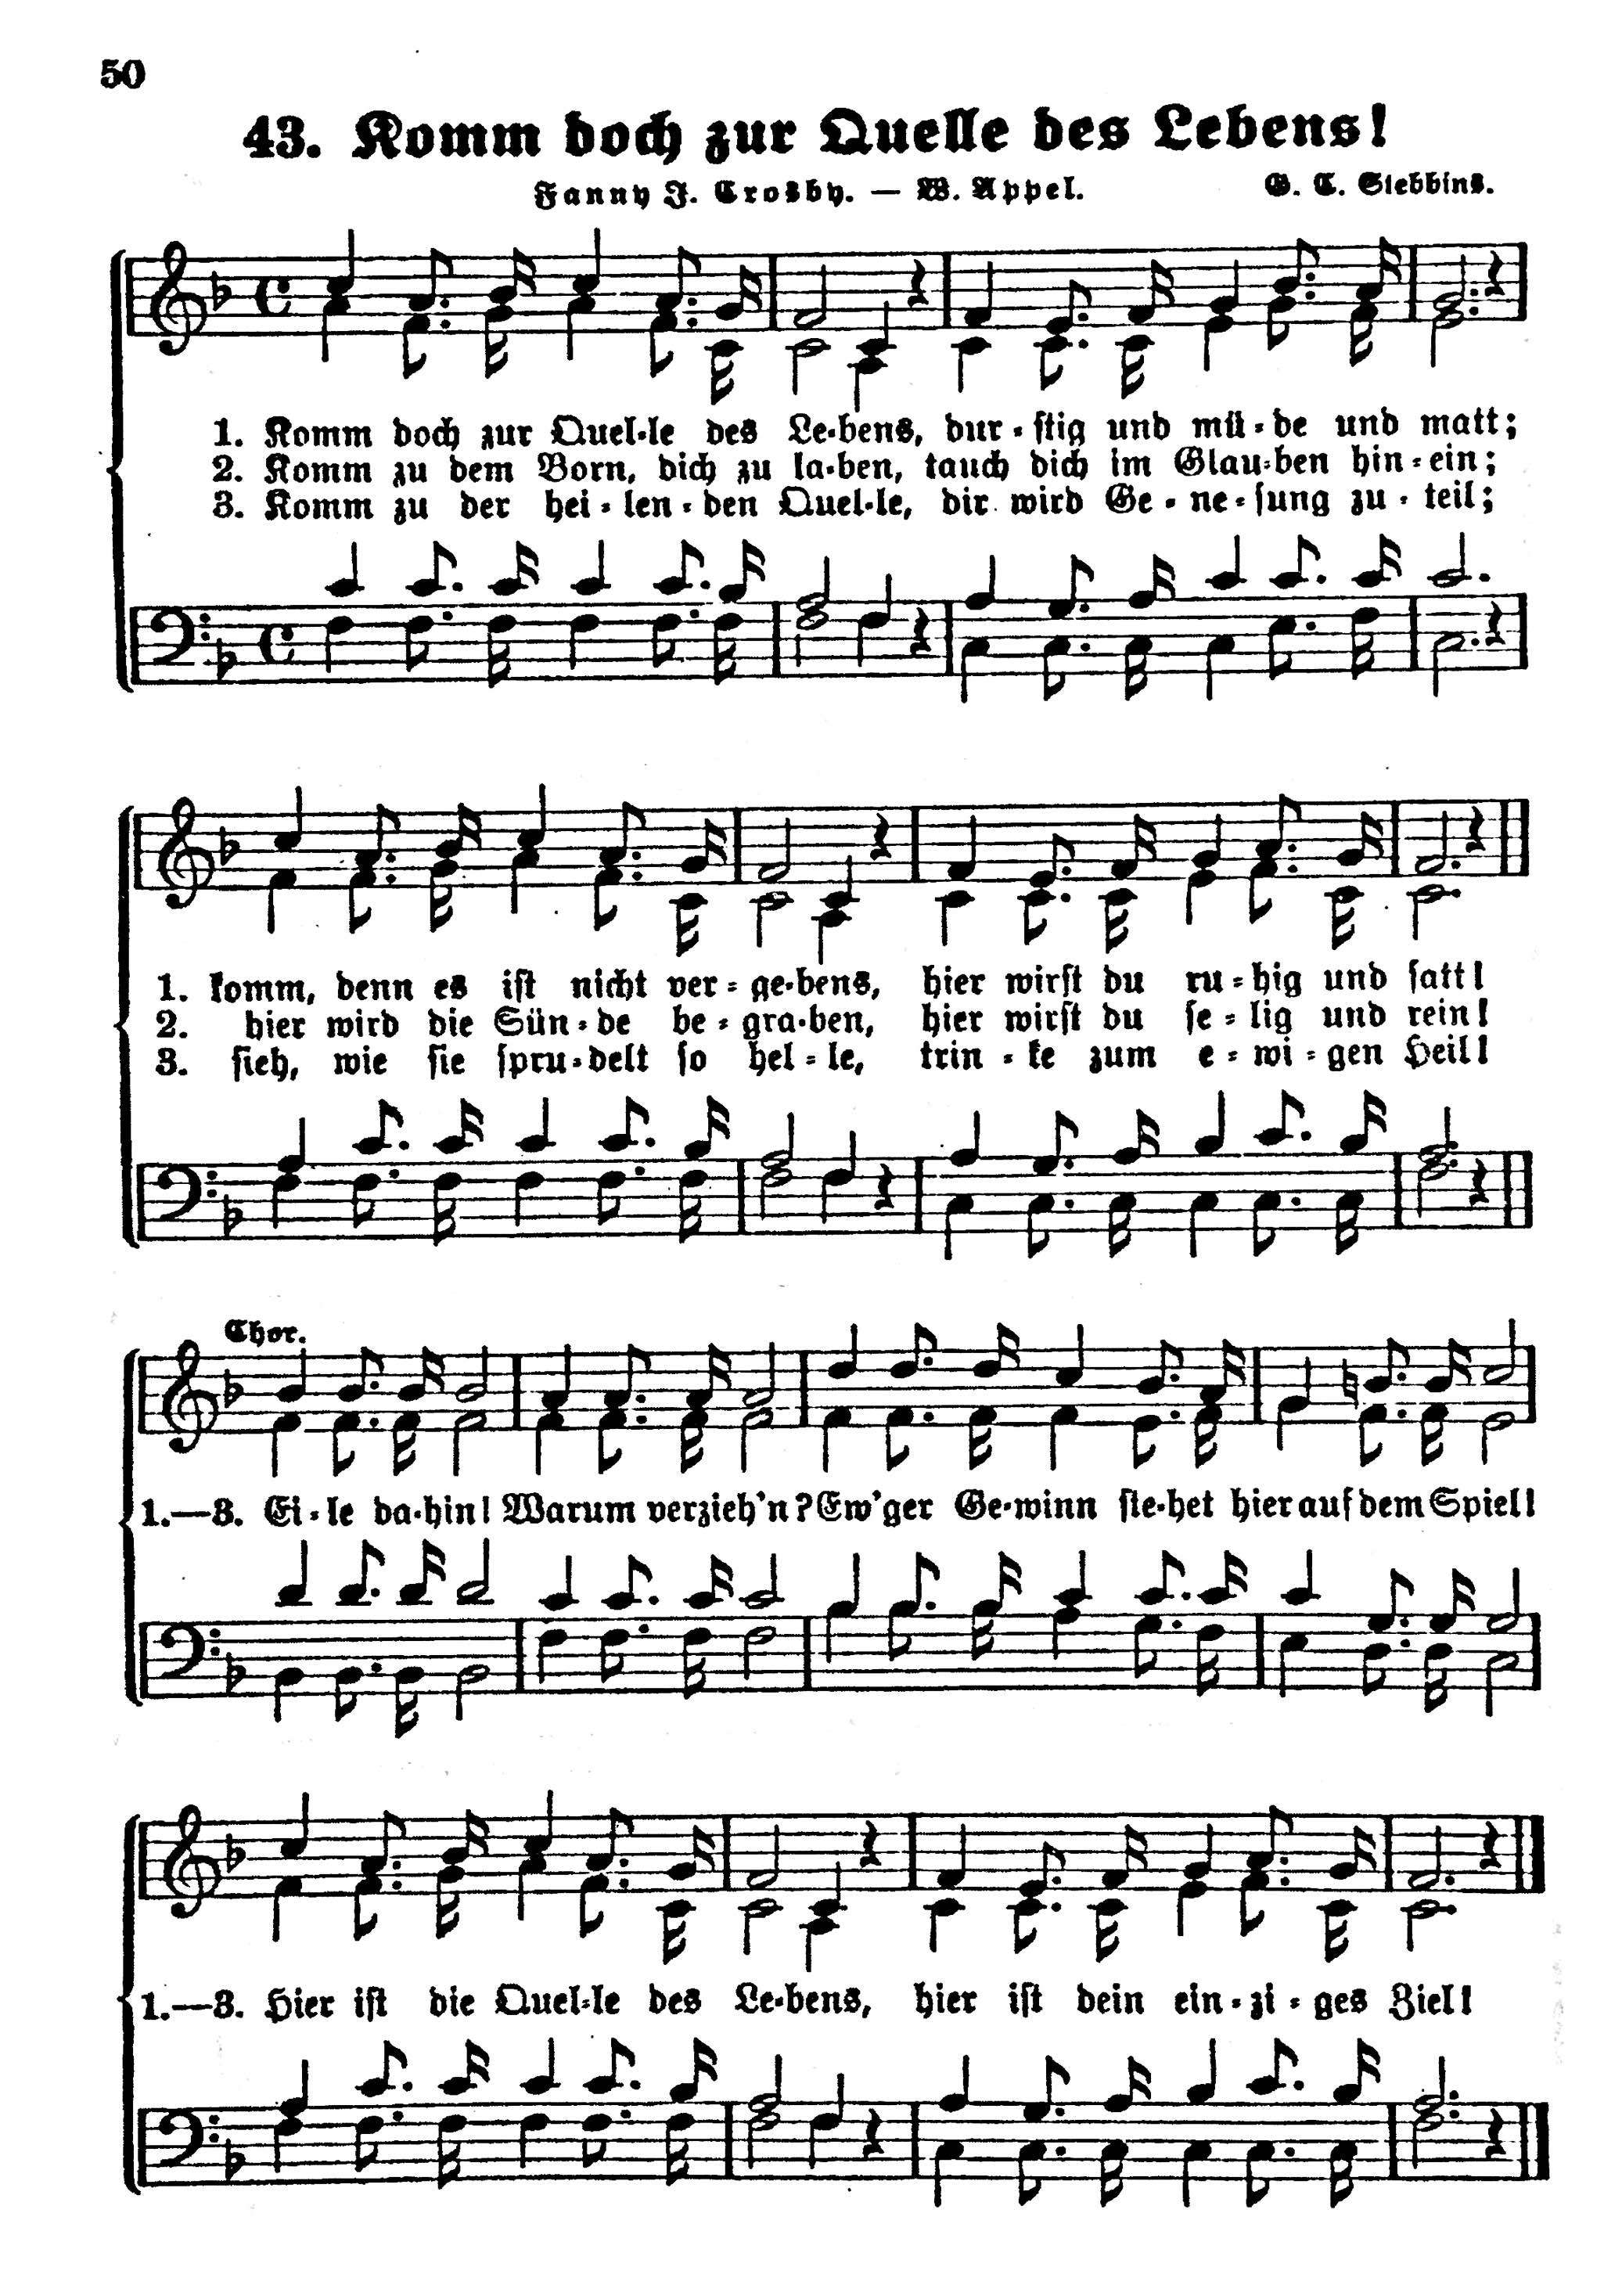 50
43. Komm doch zur Quelle des Lebens!
Fanny J. Crosby. — W. Appel. G. C. Stebbins.
1. Komm doch zur Quel-le des Le-bens, dur-stig und mü-de und matt;
2. Komm zu dem Born, dich zu la-ben, tauch dich im Glau-ben hin-ein;
3. Komm zu der hei-len-den Quel-le, dir wird Ge-ne-sung zu-teil;
1. komm, denn es ist nicht ver-ge-bens, hier wirst du ru-hig und satt!
2. hier wird die Sün-de be-gra-ben, hier wirst du se-lig und rein!
3. sieh, wie sie spru-delt so hel-le, trin-ke zum e-wi-gen Heil!
Chor.
1.—3. Ei-le da-hin! Warum verzieh'n? Ew'ger Ge-winn ste-het hier auf dem Spiel!
1.—3. Hier ist die Quel-le des Le-bens, hier ist dein ein-zi-ges Ziel!